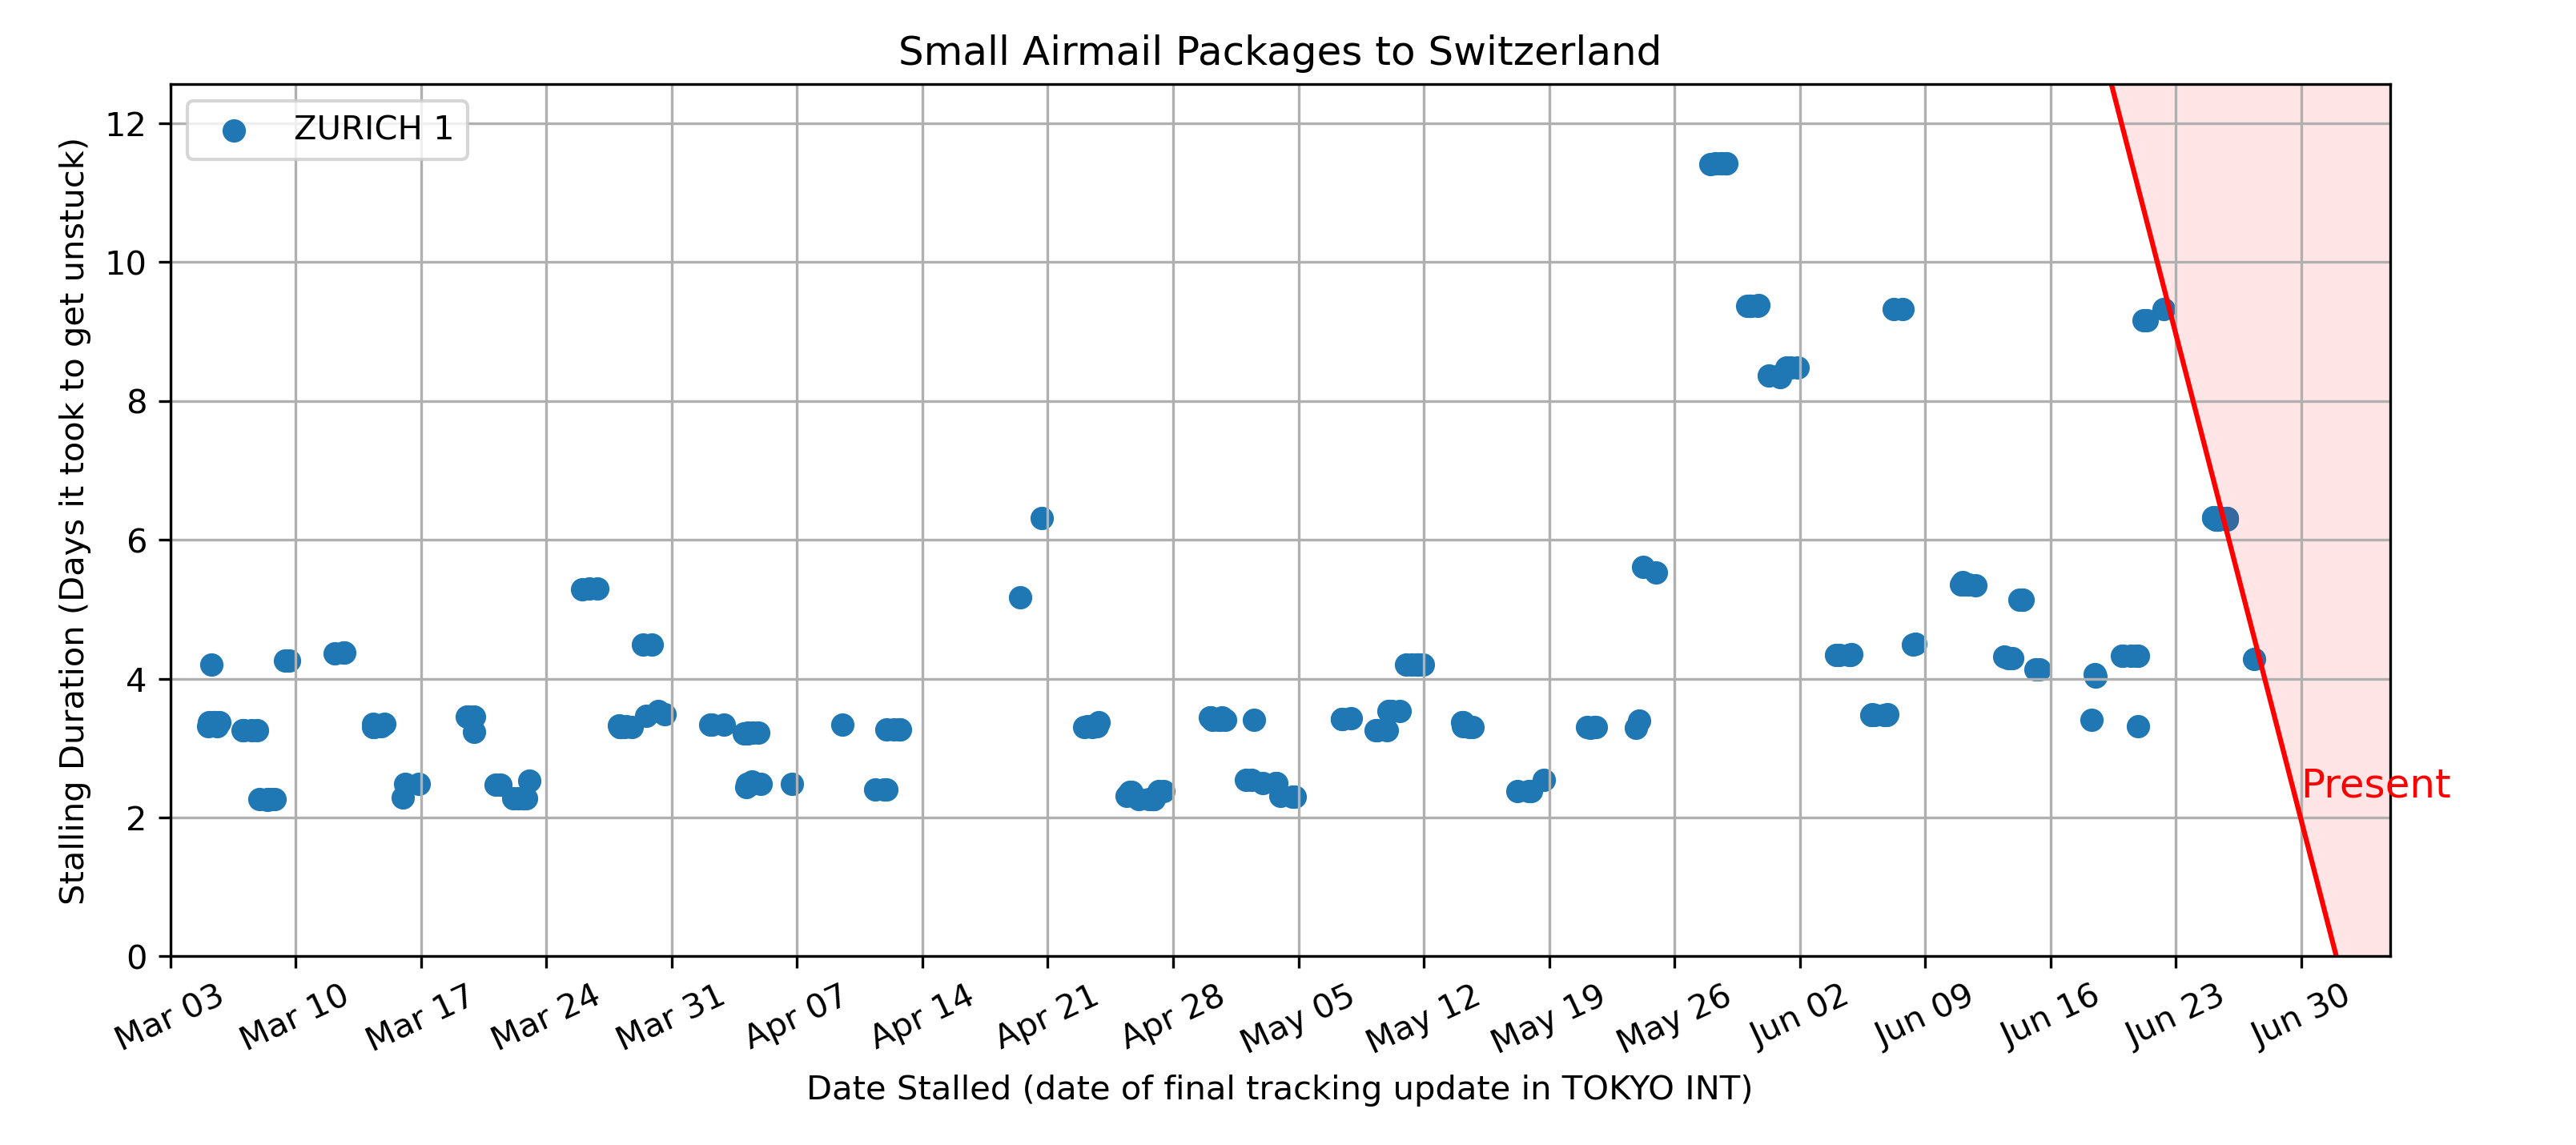 Small Airmail Packages to Switzerland
ZURICH 1
Stalling Duration (Days it took to get unstuck)
12
10
8
6
4
2
0
Present
Mar 03
Mar 10
Mar 17
Mar 24
Mar 31
Apr 07
Apr 14
Apr 21
Apr 28
May 05
May 12
May 19
May 26
Jun 02
Jun 09
Jun 16
Jun 23
Jun 30
Date Stalled (date of final tracking update in TOKYO INT)